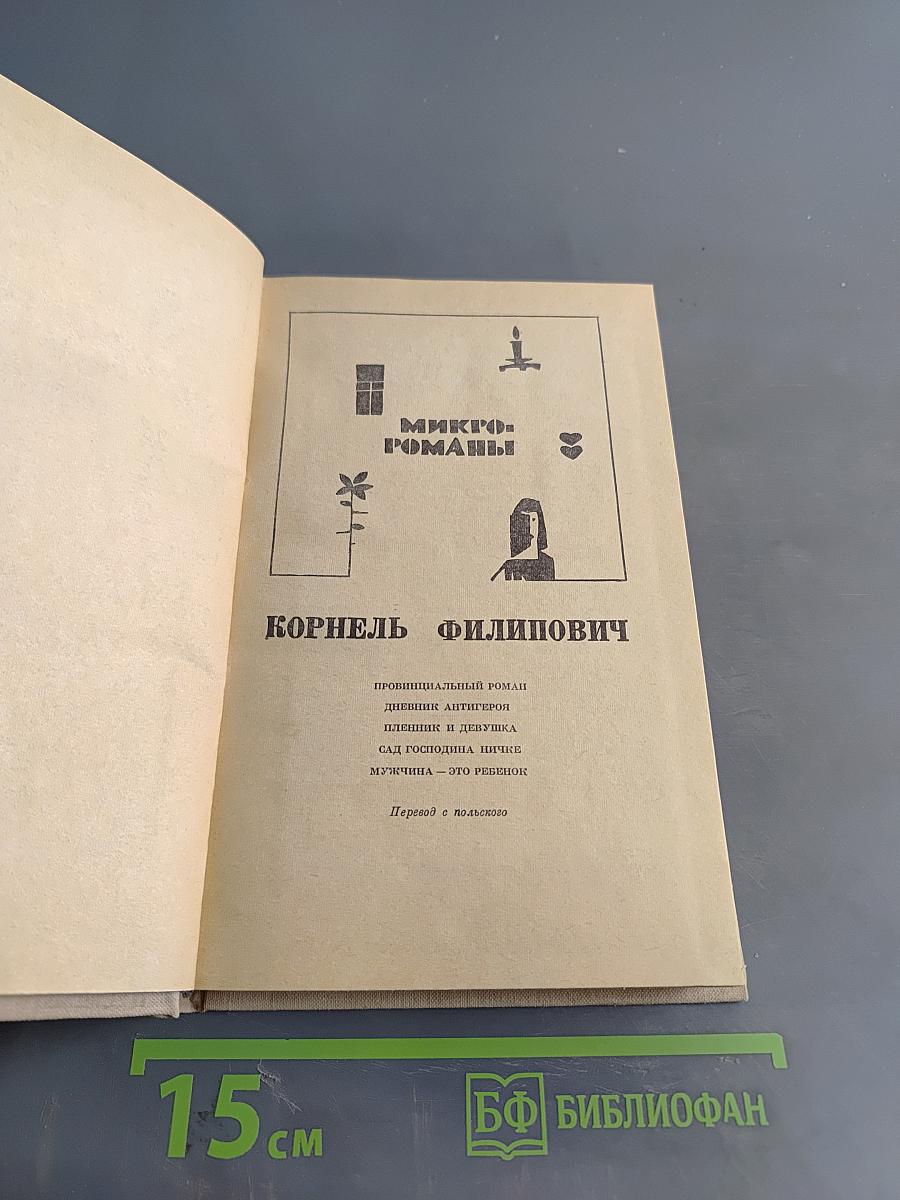 МИКРО-
РОМАНЫ
КОРНЕЛЬ ФИЛИПОВИЧ
ПРОВИНЦИАЛЬНЫЙ РОМАН
ДНЕВНИК АНТИГЕРОЯ
ПЛЕННИК И ДЕВУШКА
САД ГОСПОДИНА НИЧКЕ
МУЖЧИНА — ЭТО РЕБЕНОК
Перевод с польского
15 см
БФ БИБЛИОФАН